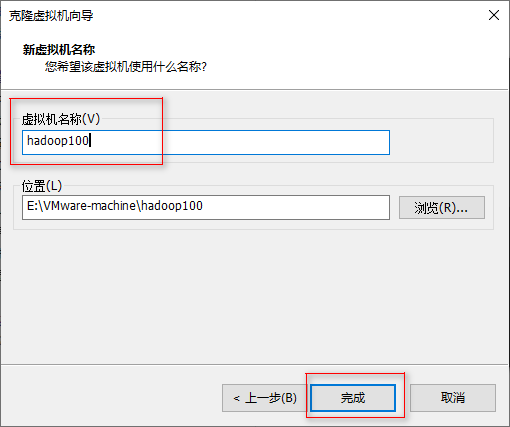 克隆虚拟机向导
新虚拟机名称
您希望该虚拟机使用什么名称?
虚拟机名称(V)
hadoop100
位置(L)
E:\VMware-machine\hadoop100
浏览(R)...
< 上一步(B)
完成
取消